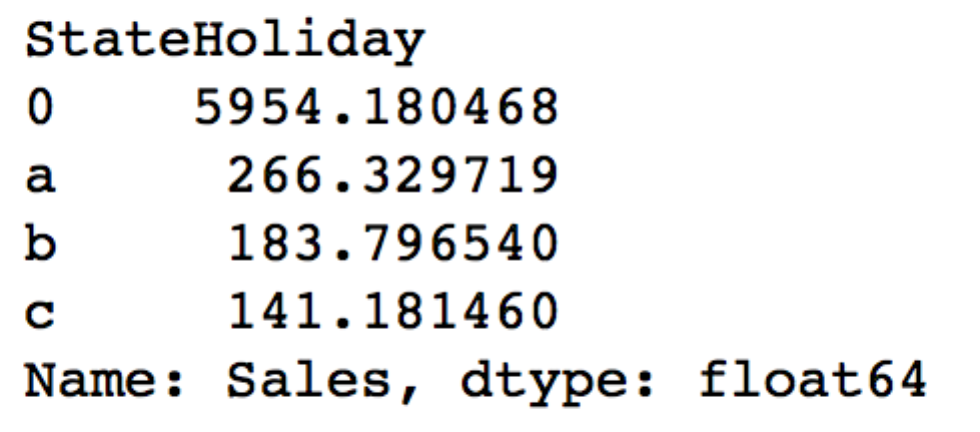 StateHoliday
0    5954.180468
a     266.329719
b     183.796540
c     141.181460
Name: Sales, dtype: float64